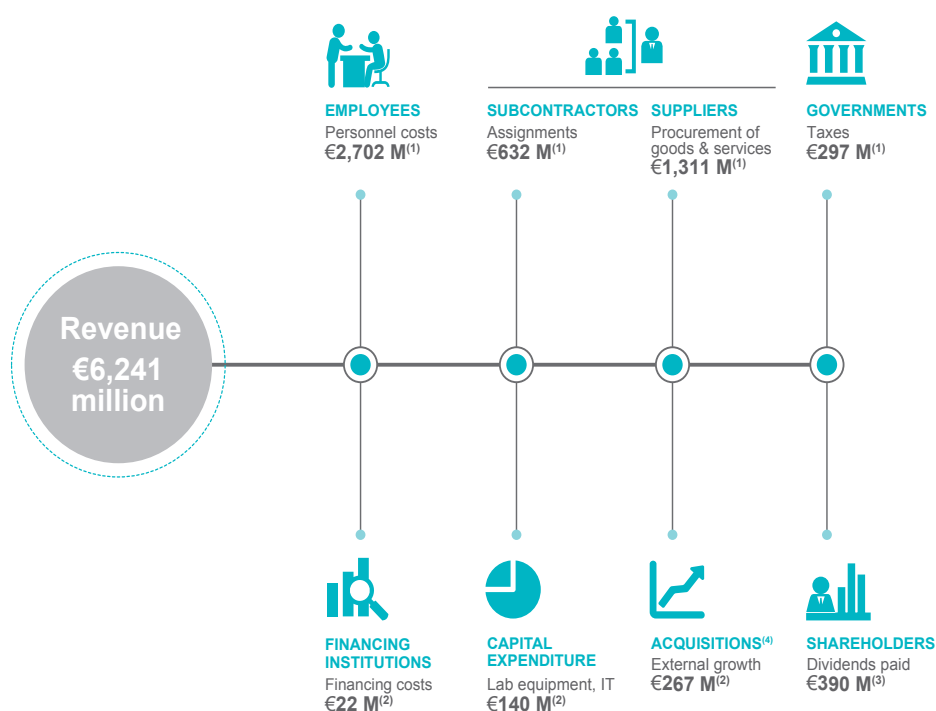 EMPLOYEES
Personnel costs
€2,702 M(1)
SUBCONTRACTORS
Assignments
€632 M(1)
SUPPLIERS
Procurement of
goods & services
€1,311 M(1)
GOVERNMENTS
Taxes
€297 M(1)
Revenue
€6,241
million
FINANCING
INSTITUTIONS
Financing costs
€22 M(2)
CAPITAL
EXPENDITURE
Lab equipment, IT
€140 M(2)
ACQUISITIONS(4)
External growth
€267 M(2)
SHAREHOLDERS
Dividends paid
€390 M(3)